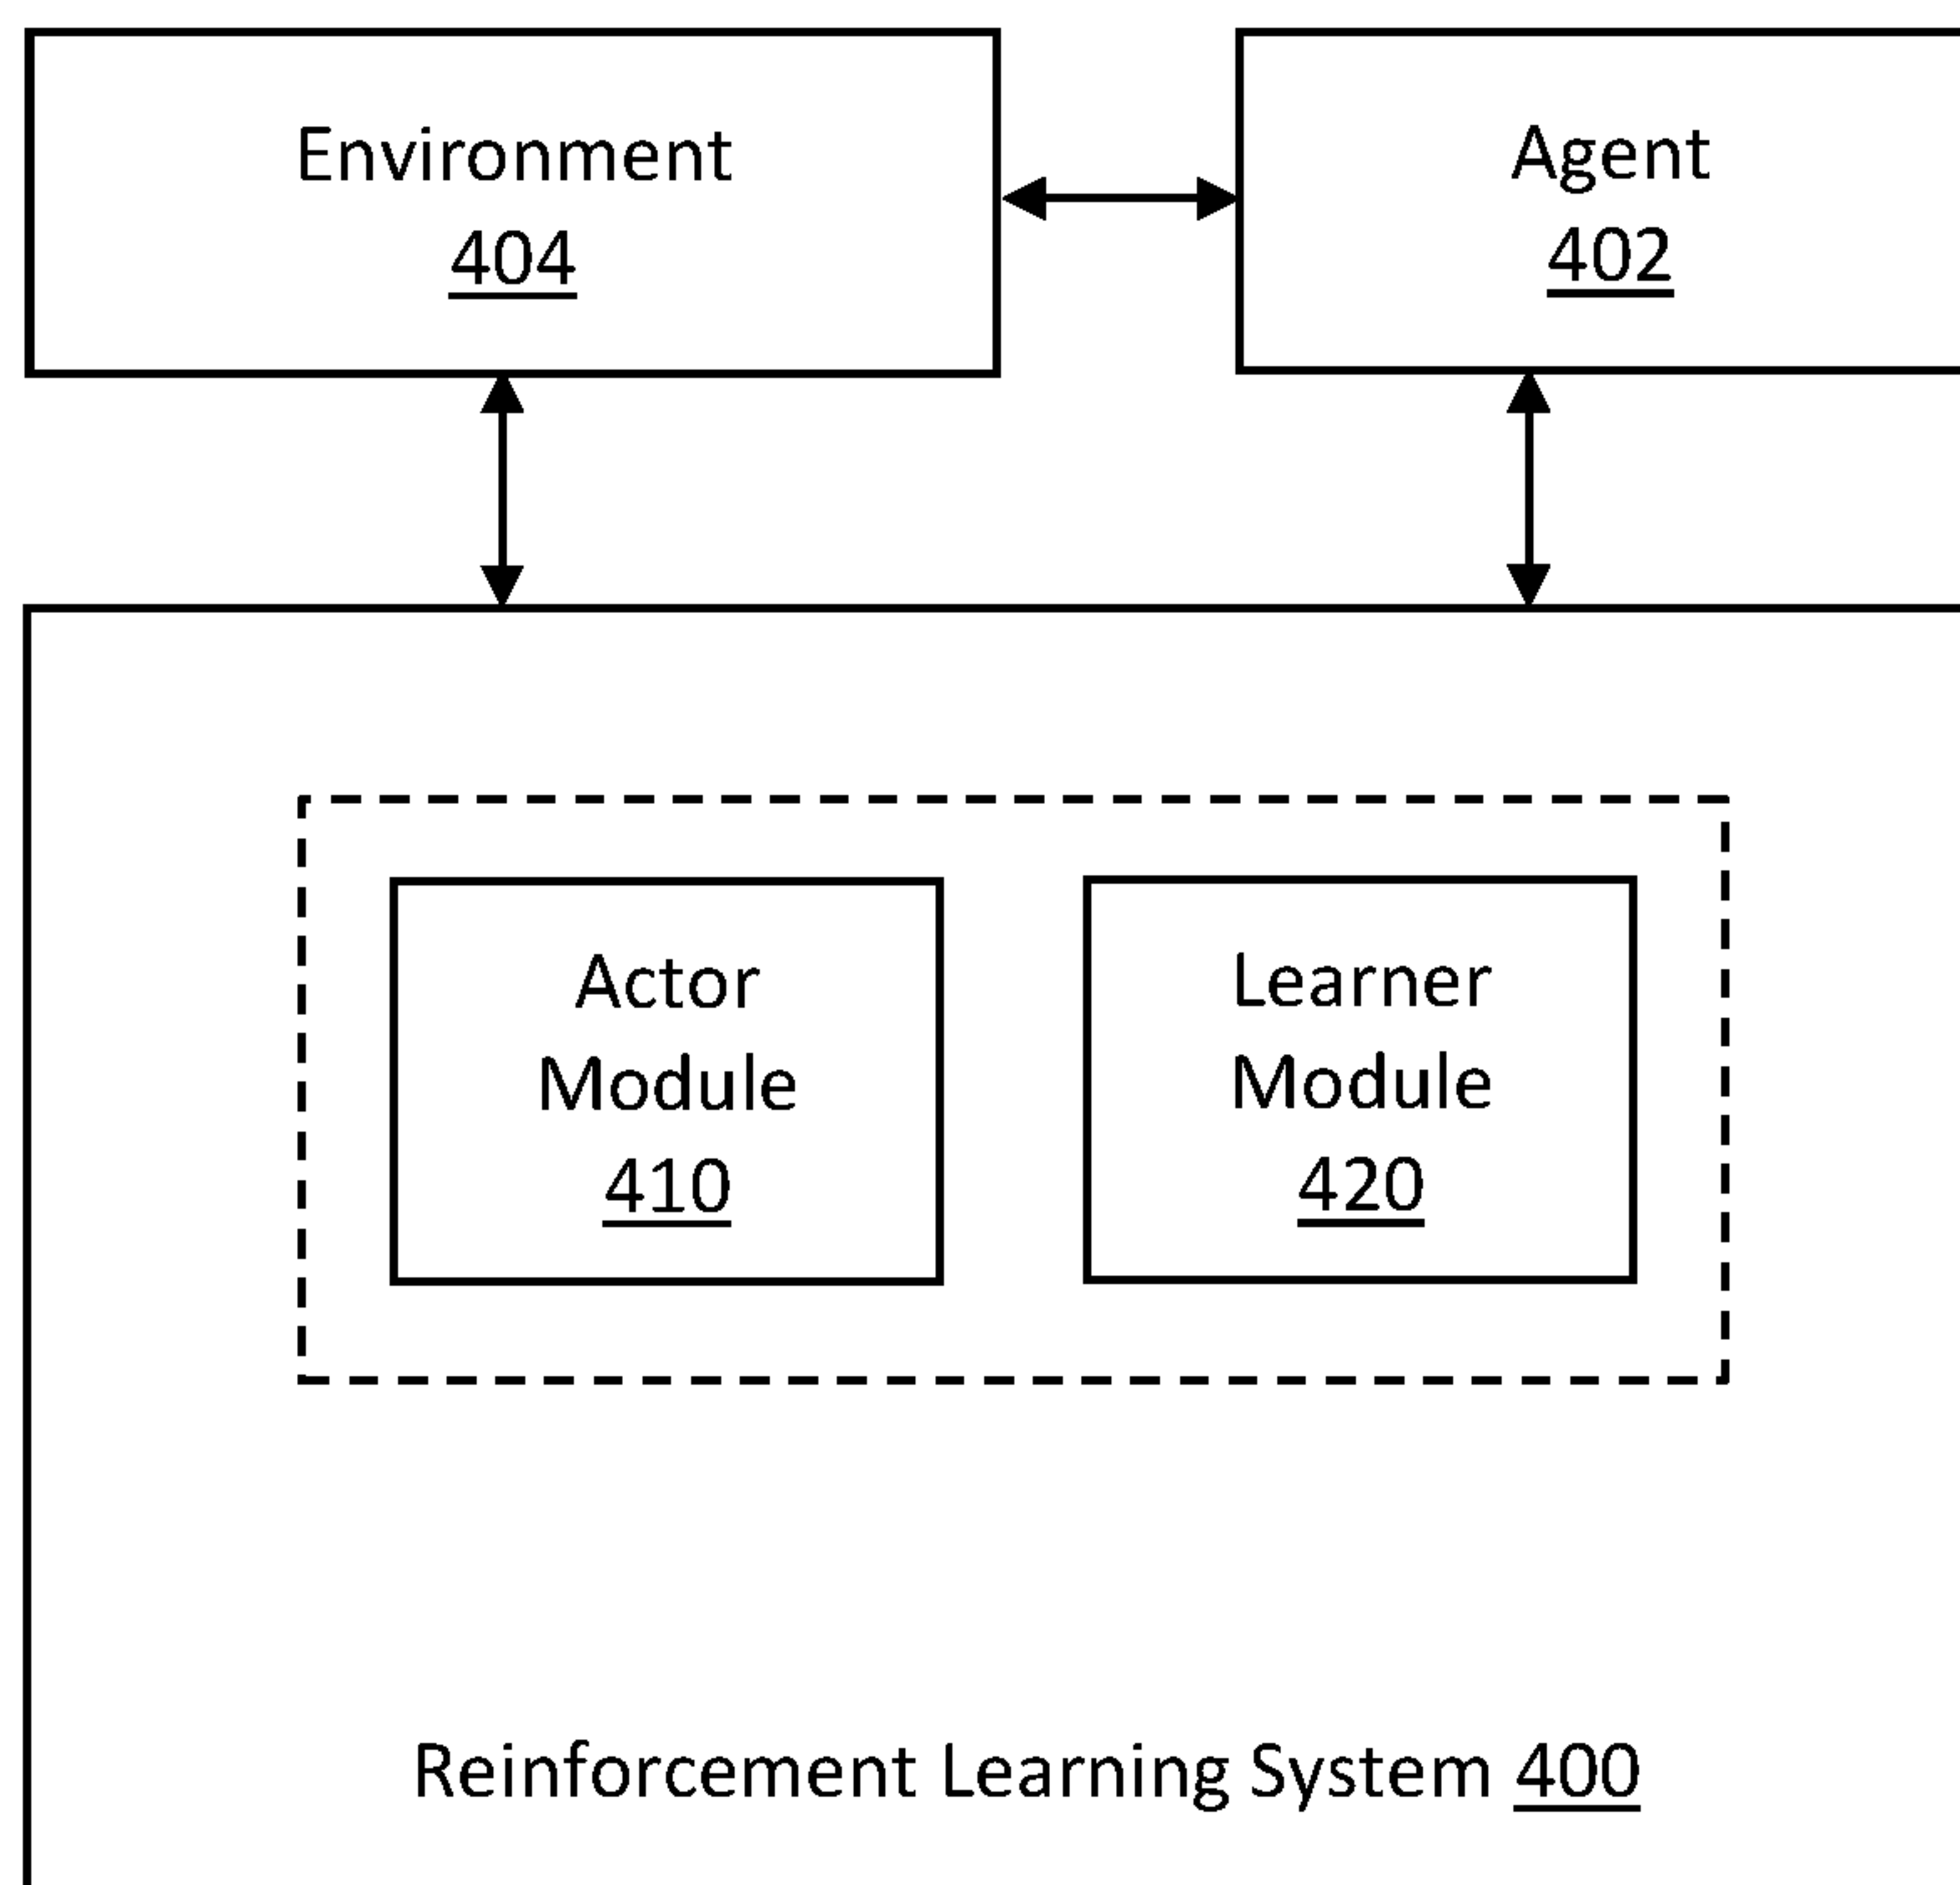 Environment
404
Agent
402
Actor
Module
410
Learner
Module
420
Reinforcement Learning System 400